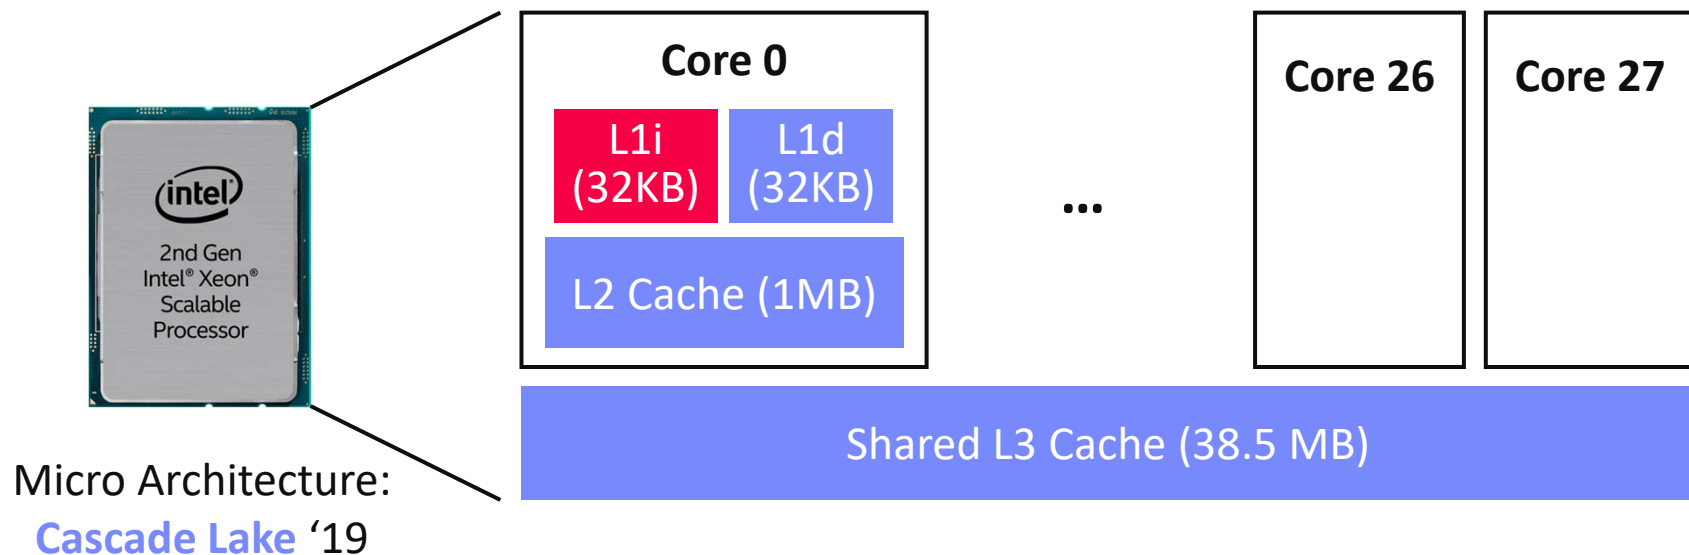 intel
2nd Gen
Intel® Xeon®
Scalable
Processor
Micro Architecture:
Cascade Lake ‘19
Core 0
L1i
(32KB)
L1d
(32KB)
L2 Cache (1MB)
...
Core 26
Core 27
Shared L3 Cache (38.5 MB)